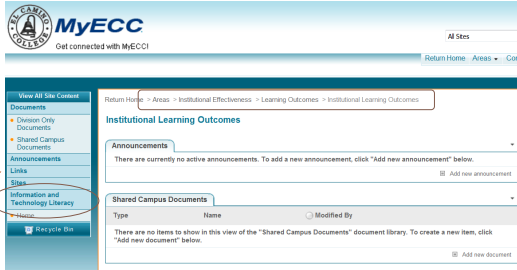 EL CAMINO
COLLEGE
MyECC
Get connected with MyECC!
All Sites
Return Home Areas
View All Site Content
Documents
Division Only
Documents
Shared Campus
Documents
Announcements
Links
Sites
Information and
Technology Literacy
Home
Recycle Bin
Return Home > Areas > Institutional Effectiveness > Learning Outcomes > Institutional Learning Outcomes
Institutional Learning Outcomes
Announcements
There are currently no active announcements. To add a new announcement, click "Add new announcement" below.
Add new announcement
Shared Campus Documents
Type Name Modified By
There are no items to show in this view of the "Shared Campus Documents" document library. To create a new item, click
"Add new document" below.
Add new document